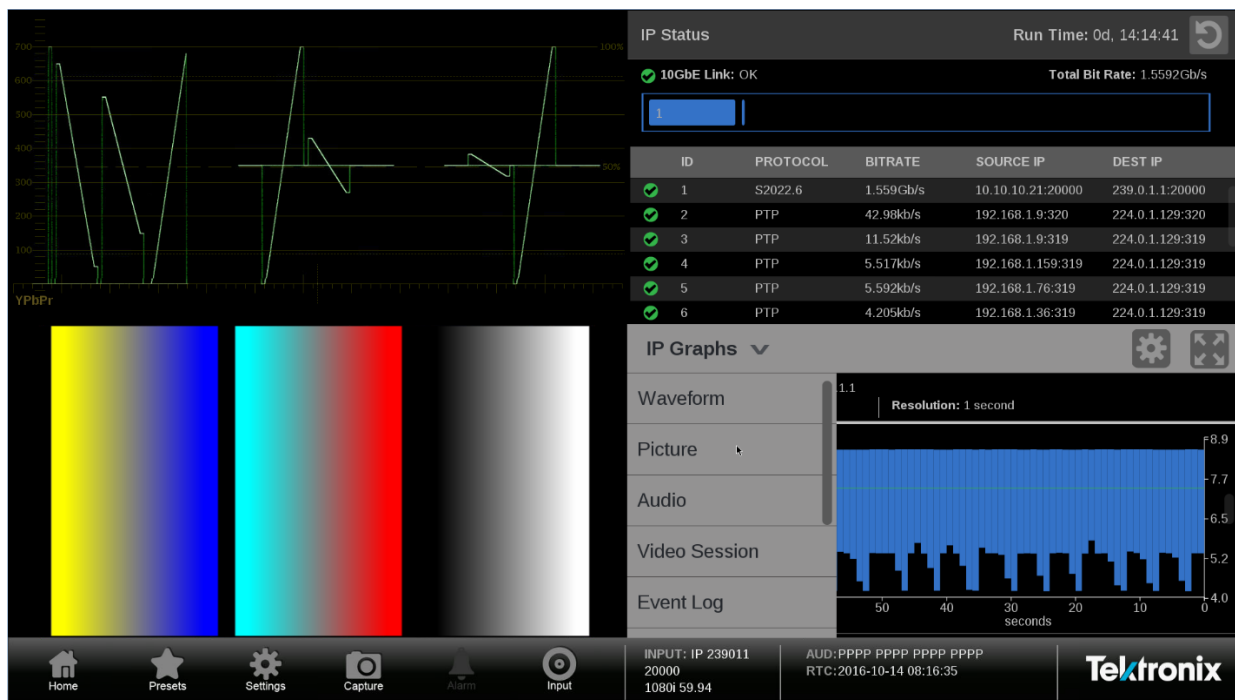 700
600
500
400
300
200
100
100%
50%
YPbPr
IP Status
Run Time: 0d, 14:14:41
10GbE Link: OK
Total Bit Rate: 1.5592Gb/s
1
ID PROTOCOL BITRATE SOURCE IP DEST IP
1 S2022.6 1.559Gb/s 10.10.10.21:20000 239.0.1.1:20000
2 PTP 42.98kb/s 192.168.1.9:320 224.0.1.129:320
3 PTP 11.52kb/s 192.168.1.9:319 224.0.1.129:319
4 PTP 5.517kb/s 192.168.1.159:319 224.0.1.129:319
5 PTP 5.592kb/s 192.168.1.76:319 224.0.1.129:319
6 PTP 4.205kb/s 192.168.1.36:319 224.0.1.129:319
IP Graphs
Waveform
Picture
Audio
Video Session
Event Log
.1.1
Resolution: 1 second
8.9
7.7
6.5
5.2
4.0
50 40 30 20 10 0
seconds
Home Presets Settings Capture Alarm Input
INPUT: IP 239011
20000
1080i 59.94
AUD:PPPP PPPP PPPP PPPP
RTC:2016-10-14 08:16:35
Tektronix